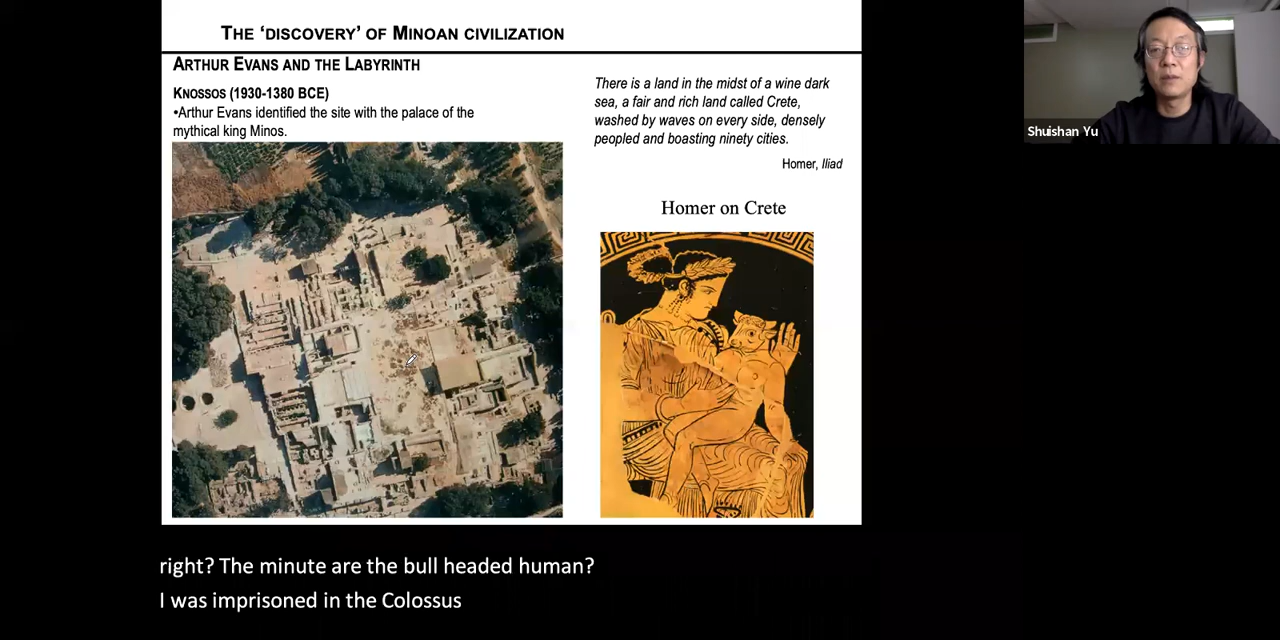 THE ‘DISCOVERY’ OF MINOAN CIVILIZATION
ARTHUR EVANS AND THE LABYRINTH
KNOSSOS (1930-1380 BCE)
•Arthur Evans identified the site with the palace of the
mythical king Minos.
There is a land in the midst of a wine dark
sea, a fair and rich land called Crete,
washed by waves on every side, densely
peopled and boasting ninety cities.
Homer, Iliad
Homer on Crete
Shuishan Yu
right? The minute are the bull headed human?
I was imprisoned in the Colossus